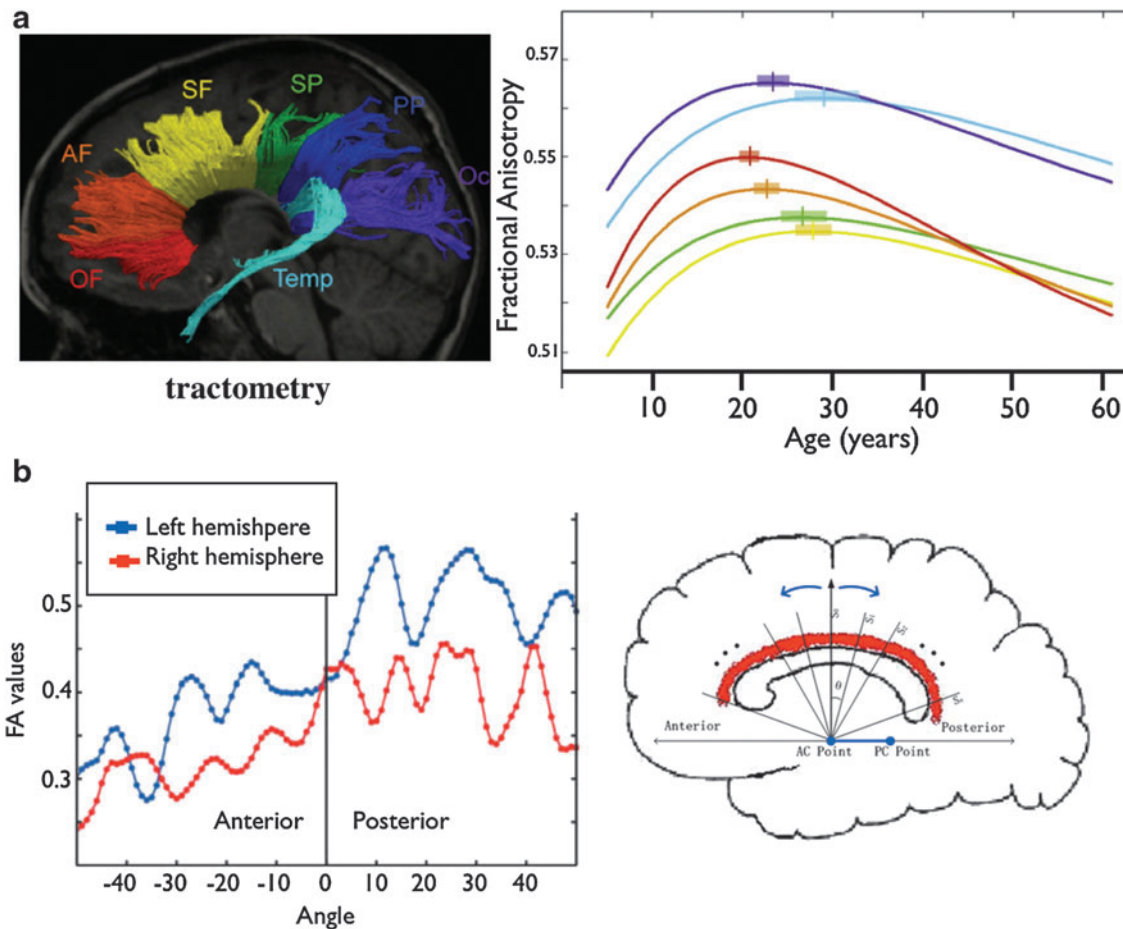 a
SF
SP
PP
AF
Oc
OF
Temp
tractometry
Fractional Anisotropy
0.57
0.55
0.53
0.51
10 20 30 40 50 60
Age (years)
b
Left hemishpere
Right hemisphere
FA values
0.5
0.4
0.3
Anterior Posterior
-40 -30 -20 -10 0 10 20 30 40
Angle
θ
Anterior
Posterior
AC Point PC Point